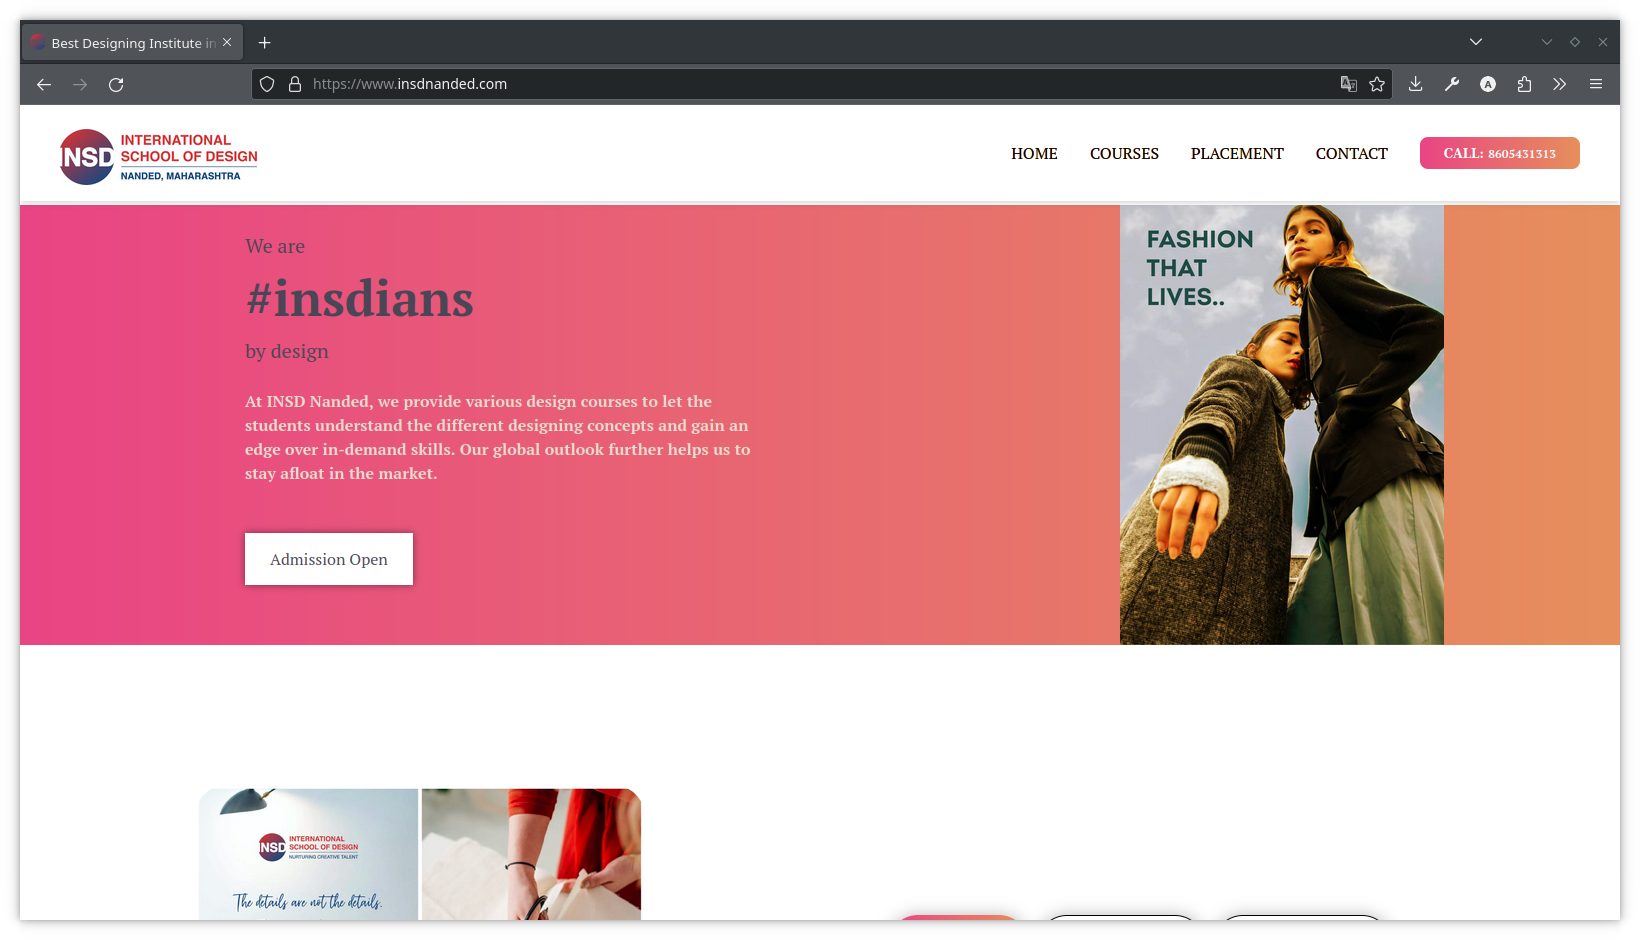 Best Designing Institute in
https://www.insdnanded.com
INSD
INTERNATIONAL
SCHOOL OF DESIGN
NANDED, MAHARASHTRA
HOME COURSES PLACEMENT CONTACT CALL: 8605431313
We are
#insdians
by design
At INSD Nanded, we provide various design courses to let the
students understand the different designing concepts and gain an
edge over in-demand skills. Our global outlook further helps us to
stay afloat in the market.
Admission Open
FASHION
THAT
LIVES..
INSD
INTERNATIONAL
SCHOOL OF DESIGN
NURTURING CREATIVE TALENT
The details are not the details.